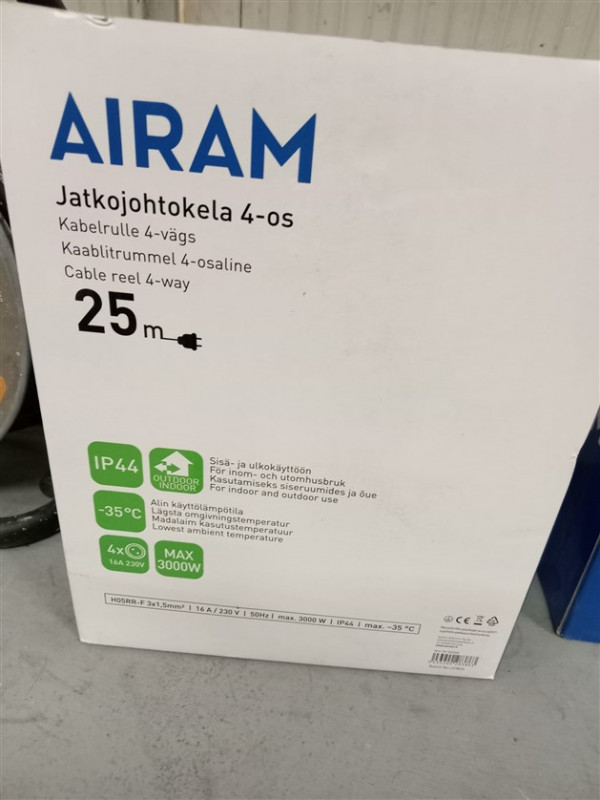 AIRAM
Jatkojohtokela 4-os
Kabelrulle 4-vägs
Kaablitrummel 4-osaline
Cable reel 4-way
25 m
IP44
OUTDOOR
INDOOR
Sisä- ja ulkokäyttöön
För inom- och utomhusbruk
Kasutamiseks siseruumides ja õue
For indoor and outdoor use
-35°C
Alin käyttölämpötila
Lägsta omgivningstemperatur
Madalaim kasutustemperatuur
Lowest ambient temperature
4x
16A 230V
MAX
3000W
H05RR-F 3x1,5mm² | 16 A / 230 V | 50Hz | max. 3000 W | IP44 | max. -35 °C
CE